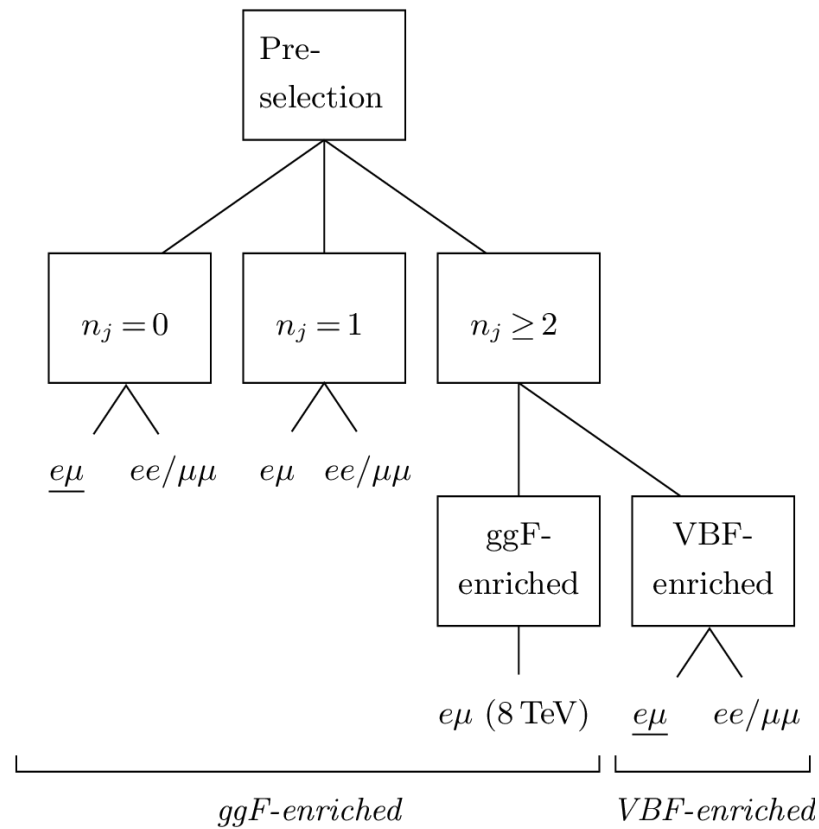 Pre-
selection
n_j = 0
n_j = 1
n_j ≥ 2
eμ
ee/μμ
eμ
ee/μμ
ggF-
enriched
VBF-
enriched
eμ (8 TeV)
eμ
ee/μμ
ggF-enriched
VBF-enriched